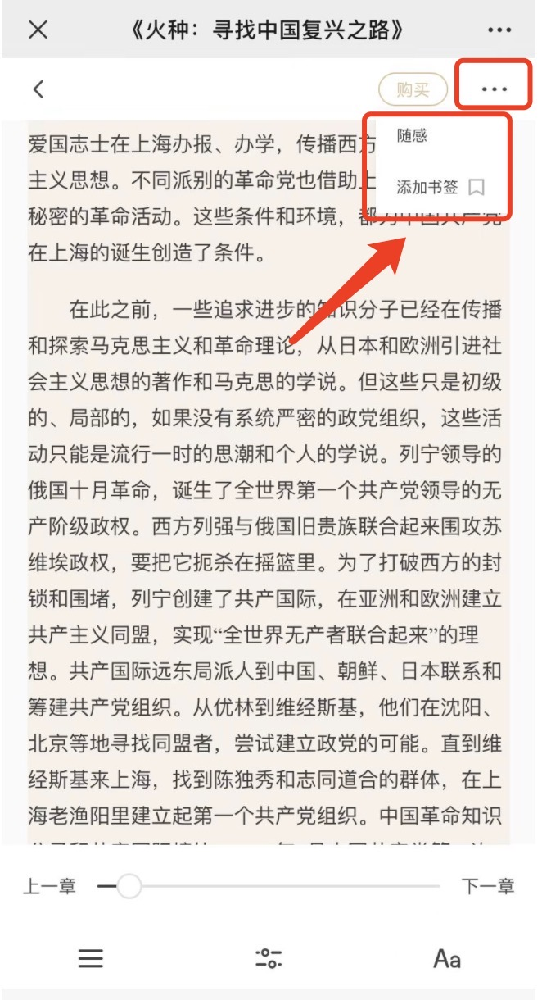 《火种：寻找中国复兴之路》
购买
随感
添加书签
爱国志士在上海办报、办学，传播西方
主义思想。不同派别的革命党也借助上
秘密的革命活动。这些条件和环境，都为中国共产党
在上海的诞生创造了条件。
在此之前，一些追求进步的知识分子已经在传播
和探索马克思主义和革命理论，从日本和欧洲引进社
会主义思想的著作和马克思的学说。但这些只是初级
的、局部的，如果没有系统严密的政党组织，这些活
动只能是流行一时的思潮和个人的学说。列宁领导的
俄国十月革命，诞生了全世界第一个共产党领导的无
产阶级政权。西方列强与俄国旧贵族联合起来围攻苏
维埃政权，要把它扼杀在摇篮里。为了打破西方的封
锁和围堵，列宁创建了共产国际，在亚洲和欧洲建立
共产主义同盟，实现“全世界无产者联合起来”的理
想。共产国际远东局派人到中国、朝鲜、日本联系和
筹建共产党组织。从优林到维经斯基，他们在沈阳、
北京等地寻找同盟者，尝试建立政党的可能。直到维
经斯基来上海，找到陈独秀和志同道合的群体，在上
海老渔阳里建立起第一个共产党组织。中国革命知识
上一章
下一章
Aa